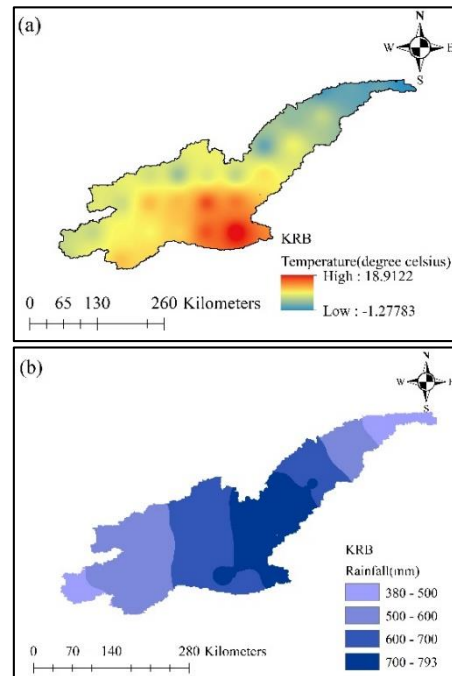 (a)
N
W E
S
KRB
Temperature(degree celsius)
High : 18.9122
Low : -1.27783
0 65 130 260 Kilometers
(b)
N
W E
S
KRB
Rainfall(mm)
380 - 500
500 - 600
600 - 700
700 - 793
0 70 140 280 Kilometers